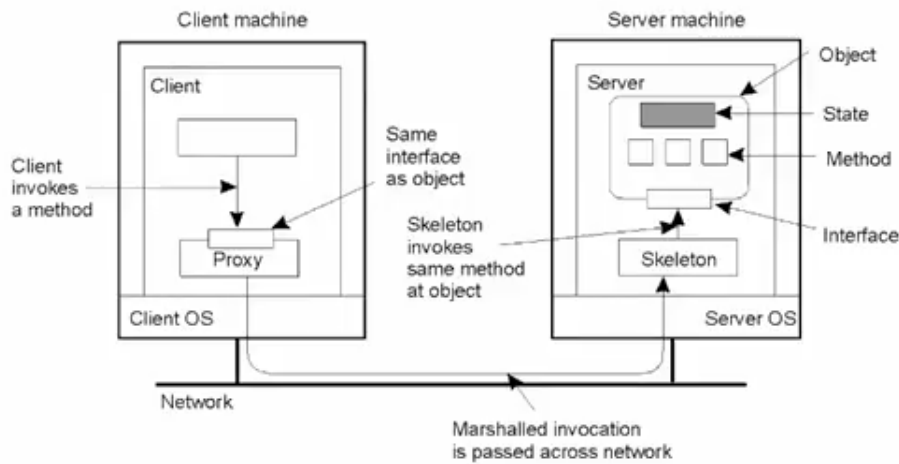 Client machine
Server machine
Object
Client
Server
State
Same
interface
as object
Client
invokes
a method
Method
Skeleton
invokes
same method
at object
Interface
Proxy
Skeleton
Client OS
Server OS
Network
Marshalled invocation
is passed across network